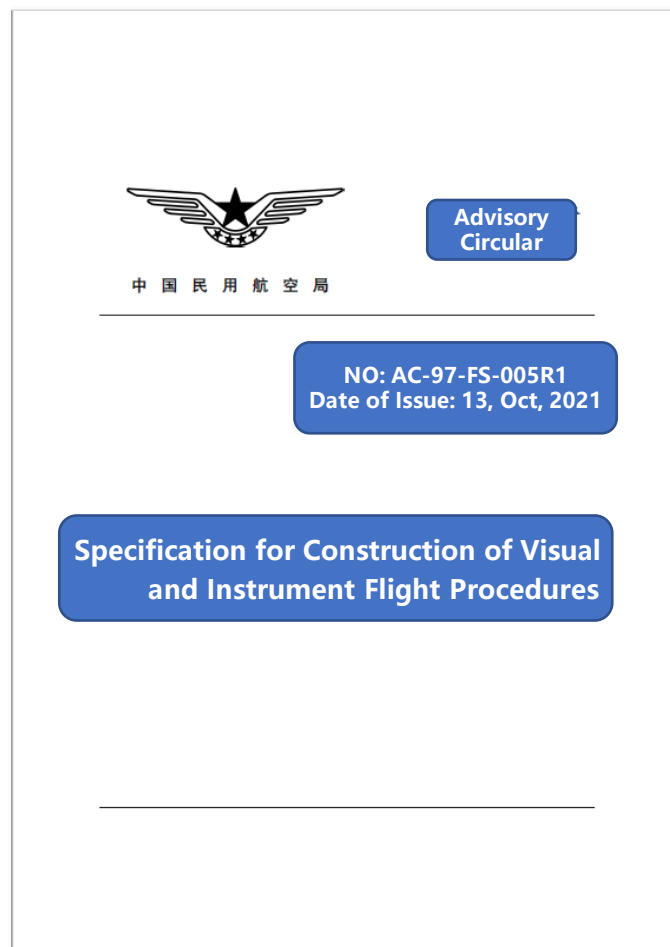 Advisory
Circular
中国民用航空局
NO: AC-97-FS-005R1
Date of Issue: 13, Oct, 2021
Specification for Construction of Visual
and Instrument Flight Procedures